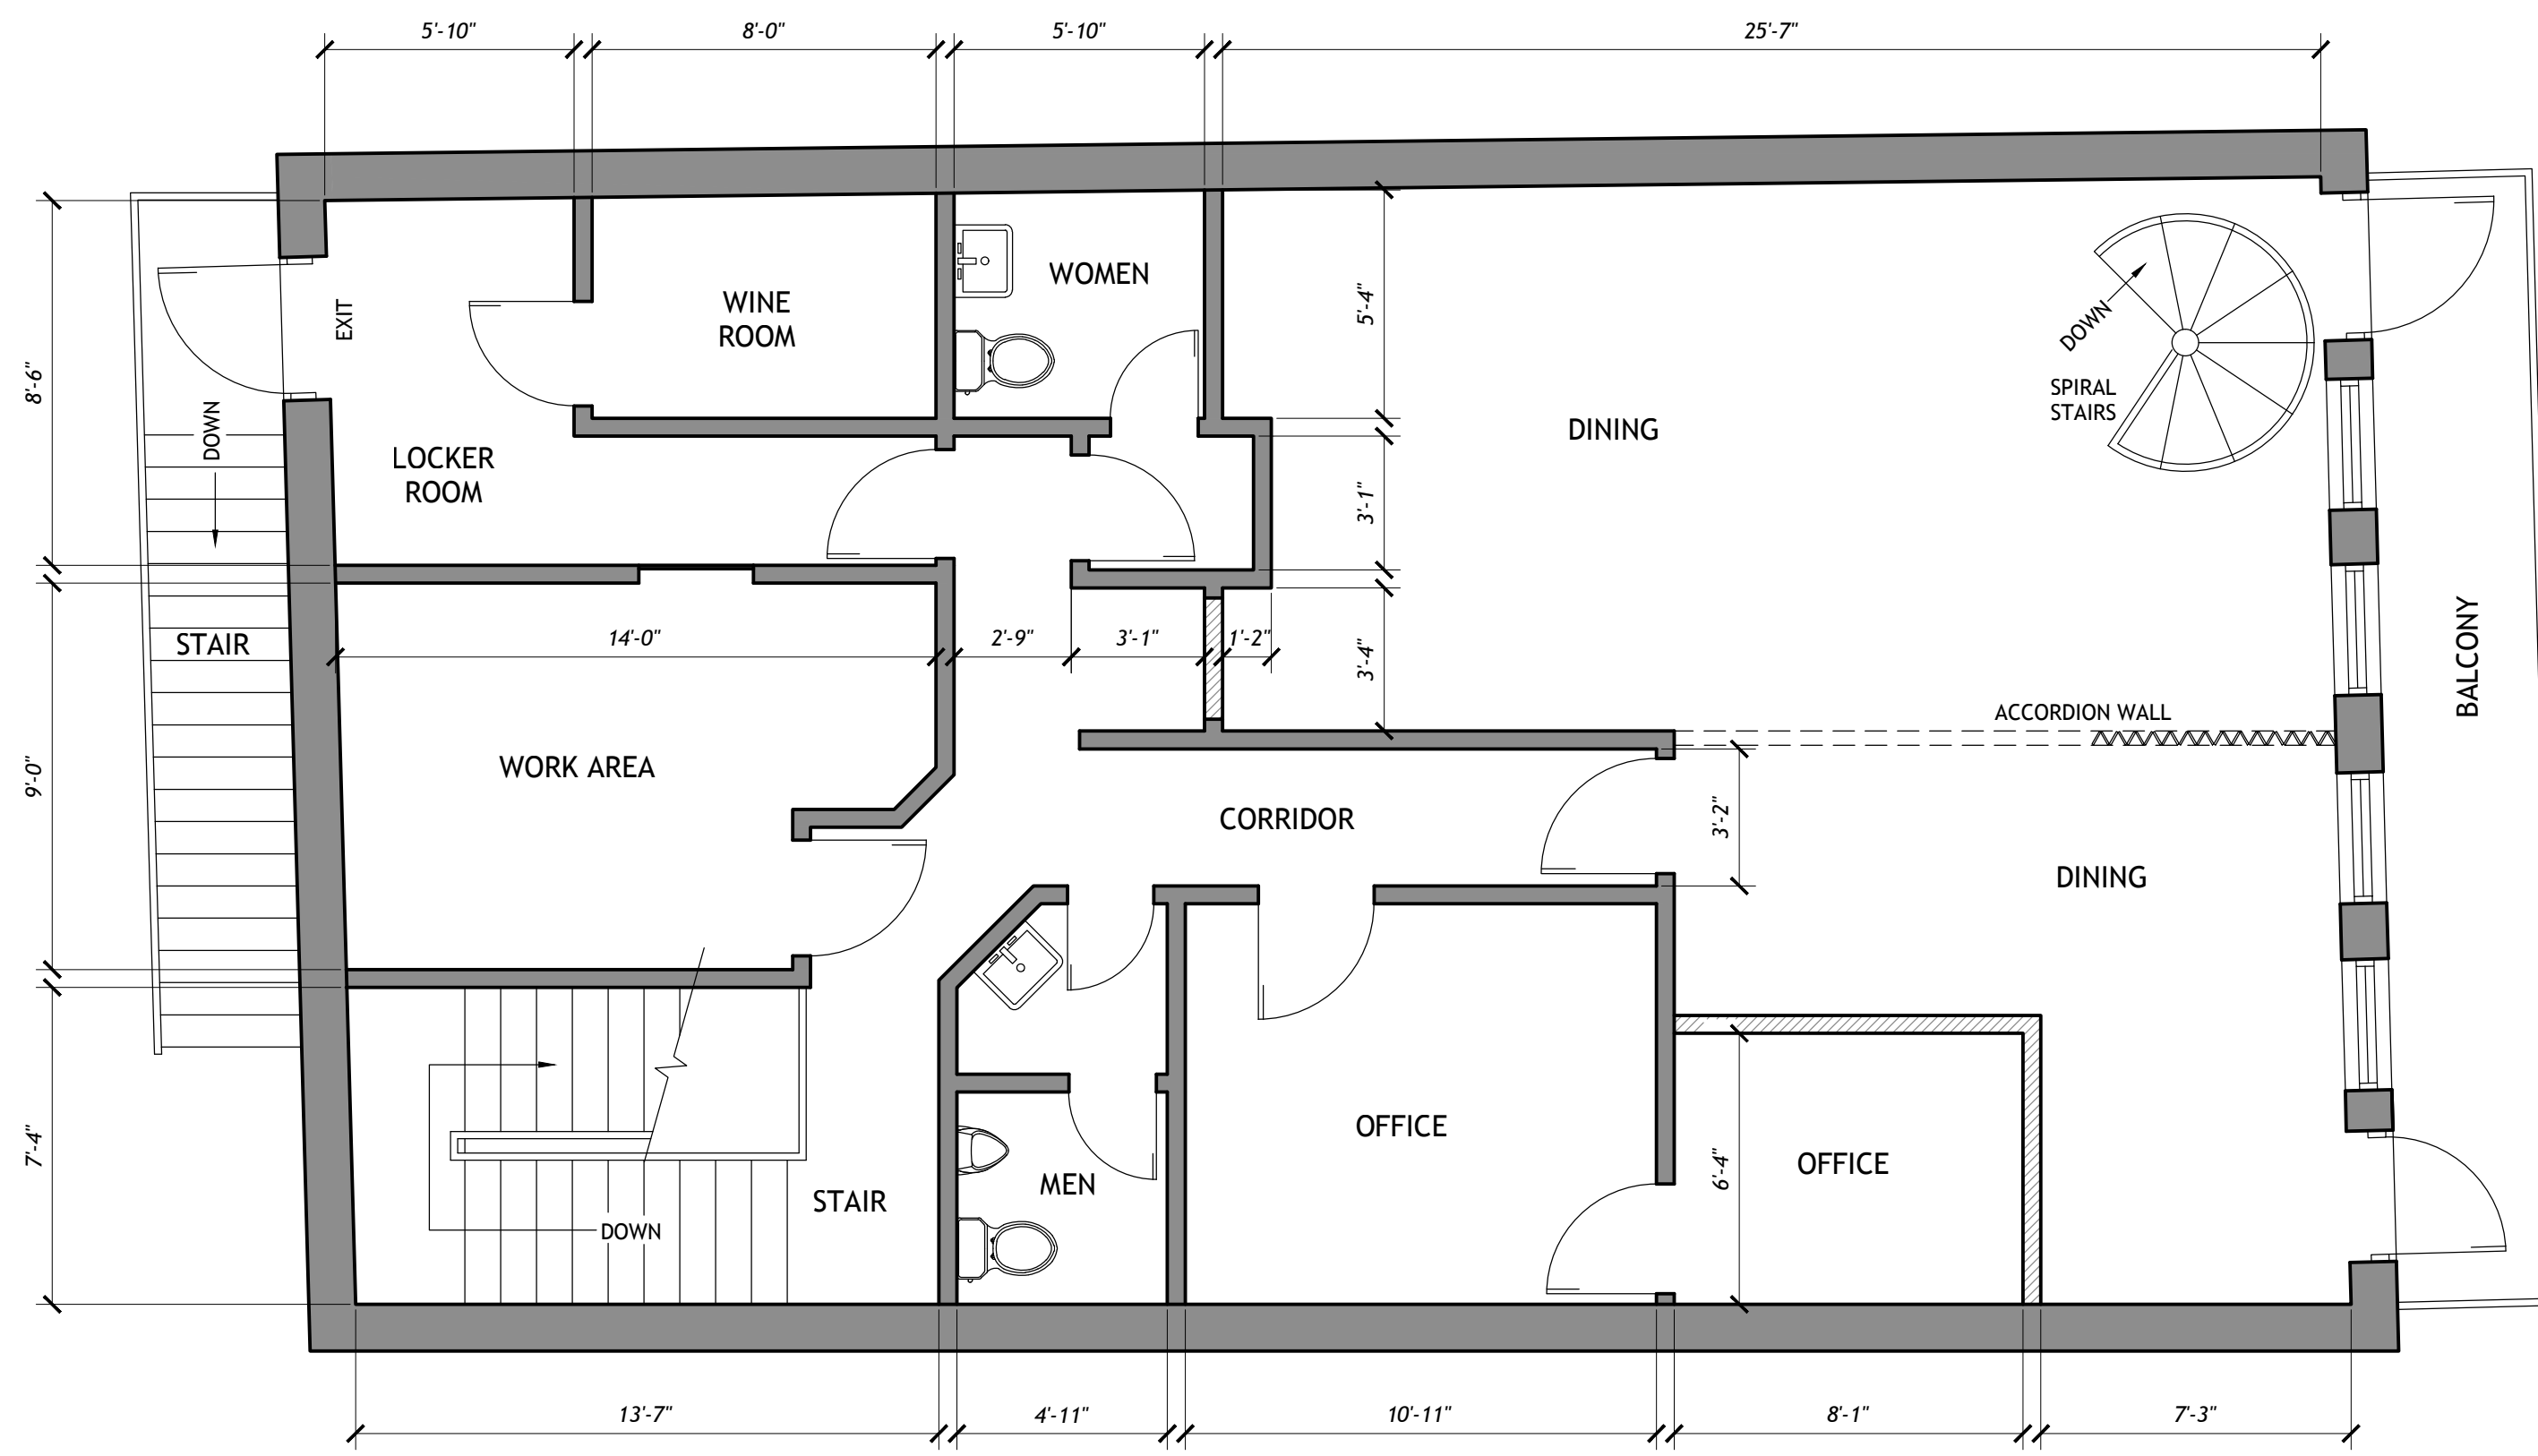 5'-10"
8'-0"
5'-10"
25'-7"
8'-6"
9'-0"
7'-4"
EXIT
DOWN
STAIR
LOCKER
ROOM
WINE
ROOM
WOMEN
5'-4"
3'-1"
3'-4"
DINING
DOWN
SPIRAL
STAIRS
BALCONY
14'-0"
2'-9"
3'-1"
1'-2"
ACCORDION WALL
WORK AREA
CORRIDOR
3'-2"
DINING
OFFICE
6'-4"
OFFICE
MEN
STAIR
DOWN
13'-7"
4'-11"
10'-11"
8'-1"
7'-3"